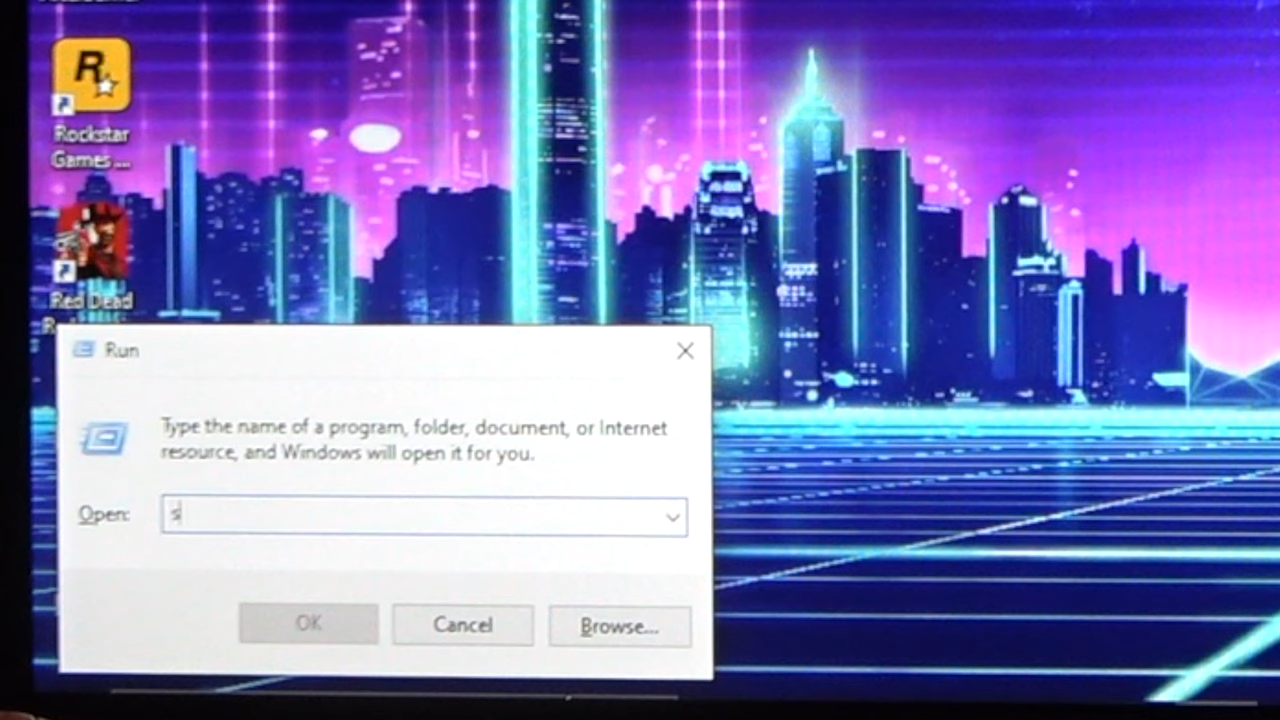 Rockstar
Games ...
Red Dead
Run
Type the name of a program, folder, document, or Internet
resource, and Windows will open it for you.
Open:
s
OK
Cancel
Browse...